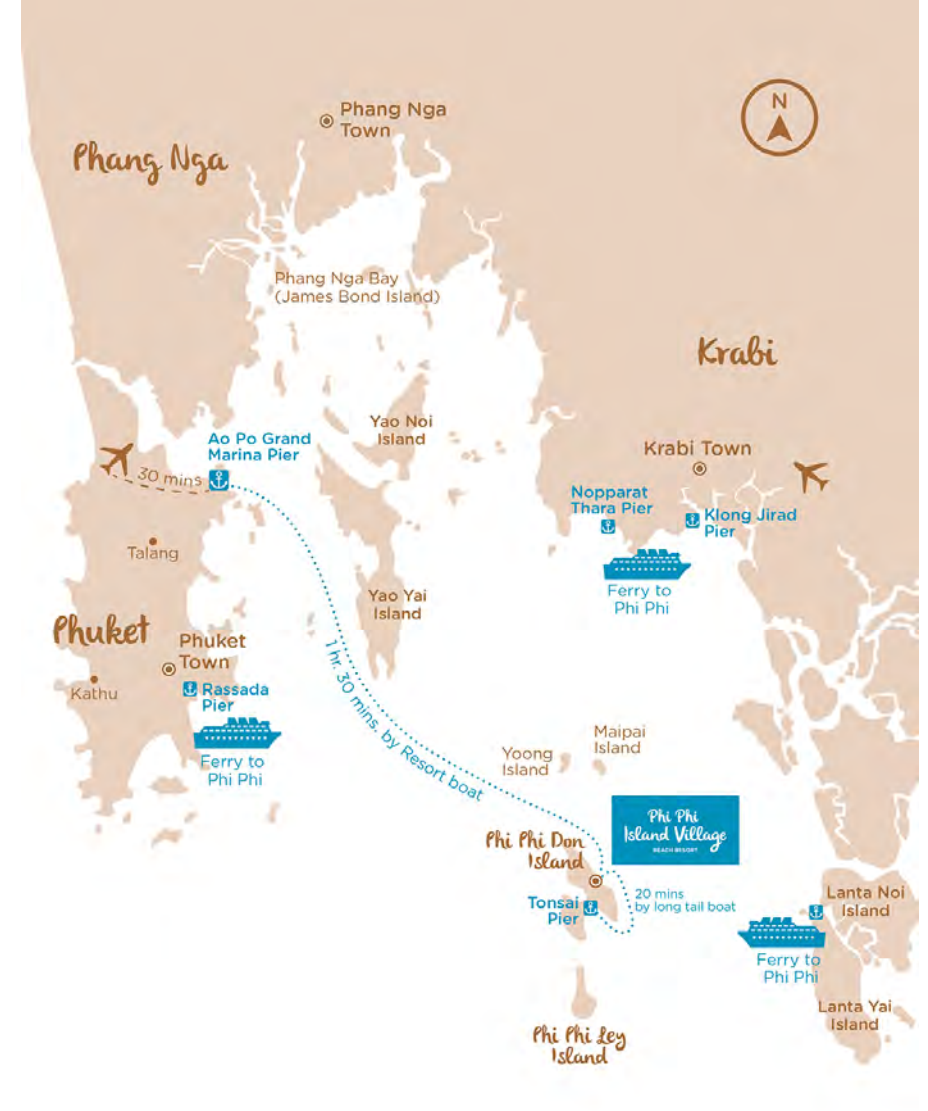 N
Phang Nga
Town
Phang Nga
Phang Nga Bay
(James Bond Island)
Krabi
Yao Noi
Island
Ao Po Grand
Marina Pier
Krabi Town
30 mins
Nopparat
Thara Pier
Klong Jirad
Pier
Talang
Ferry to
Phi Phi
Yao Yai
Island
Phuket
Phuket
Town
Kathu
Rassada
Pier
1 hr. 30 mins. by Resort boat
Ferry to
Phi Phi
Maipai
Island
Yoong
Island
Phi Phi
Island Village
BEACH RESORT
Phi Phi Don
Island
20 mins
by long tail boat
Tonsai
Pier
Lanta Noi
Island
Ferry to
Phi Phi
Lanta Yai
Island
Phi Phi Ley
Island